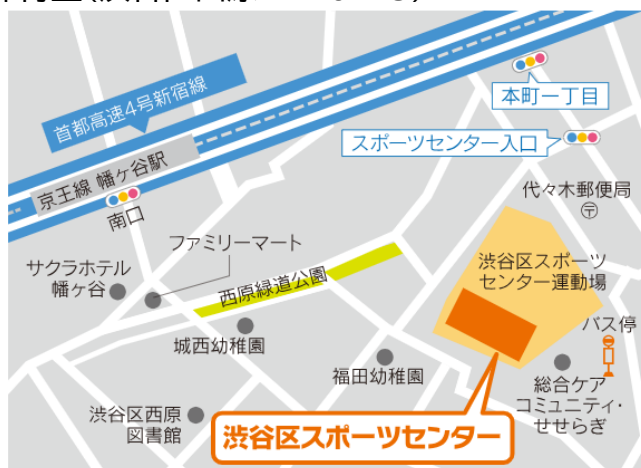 首都高速4号新宿線
本町一丁目
スポーツセンター入口
京王線 幡ヶ谷駅
南口
代々木郵便局
〒
ファミリーマート
サクラホテル
幡ヶ谷
西原緑道公園
渋谷区スポーツ
センター運動場
バス停
城西幼稚園
福田幼稚園
総合ケア
コミュニティ・
せせらぎ
渋谷区西原
図書館
渋谷区スポーツセンター